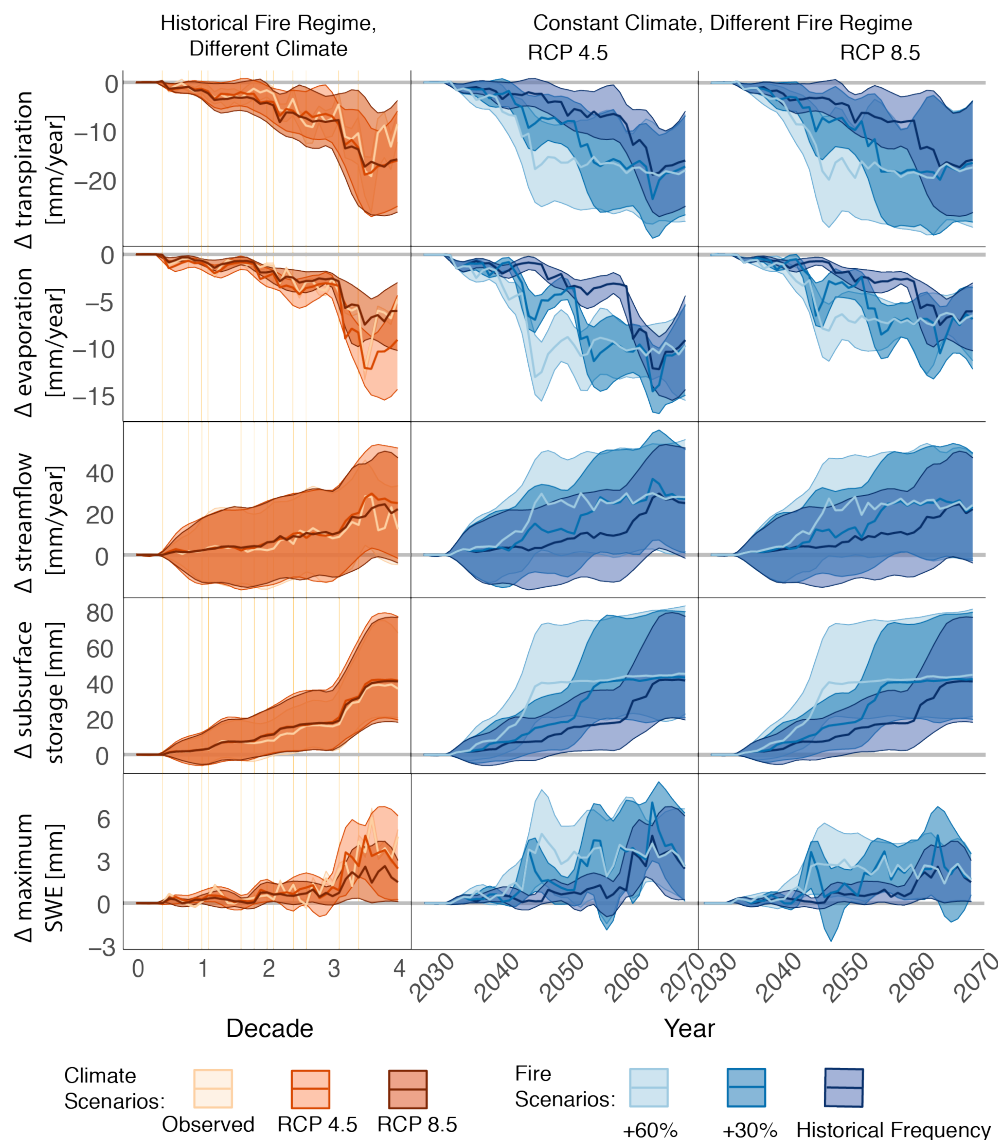 Historical Fire Regime,
Different Climate
Constant Climate, Different Fire Regime
RCP 4.5
RCP 8.5
Δ transpiration
[mm/year]
0
−10
−20
Δ evaporation
[mm/year]
0
−5
−10
−15
Δ streamflow
[mm/year]
40
20
0
Δ subsurface
storage [mm]
80
60
40
20
0
Δ maximum
SWE [mm]
6
3
0
−3
0 1 2 3 4
2030 2040 2050 2060 2070
2030 2040 2050 2060 2070
Decade
Year
Climate
Scenarios:
Observed
RCP 4.5
RCP 8.5
Fire
Scenarios:
+60%
+30%
Historical Frequency